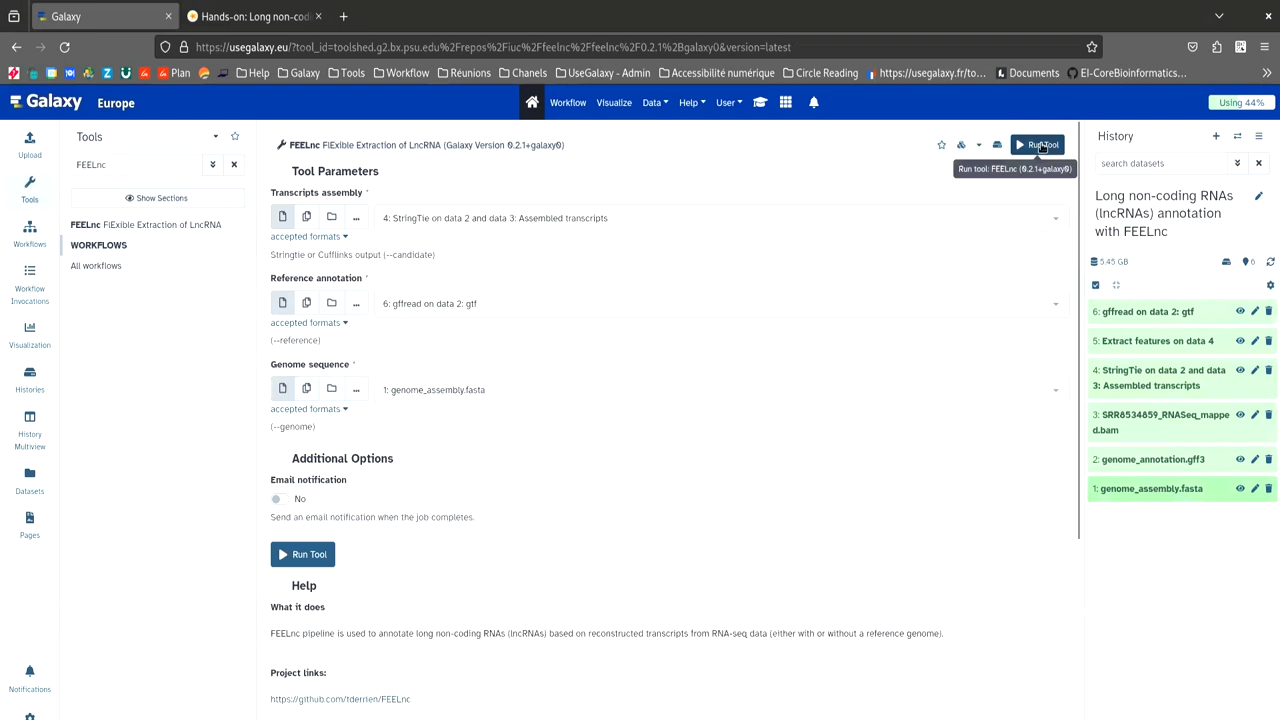 Galaxy
Hands-on: Long non-cod
https://usegalaxy.eu/?tool_id=toolshed.g2.bx.psu.edu%2Frepos%2Fiuc%2Ffeelnc%2Ffeelnc%2F0.2.1%2Bgalaxy0&version=latest
Plan
Help
Galaxy
Tools
Workflow
Réunions
Chanels
UseGalaxy - Admin
Accessibilité numérique
Circle Reading
https://usegalaxy.fr/to…
Documents
EI-CoreBioinformatics…
Galaxy Europe
Workflow
Visualize
Data
Help
User
Using 44%
Upload
Tools
Workflows
Workflow Invocations
Visualization
Histories
History Multiview
Datasets
Pages
Notifications
Tools
FEELnc
Show Sections
FEELnc FlExible Extraction of LncRNA
WORKFLOWS
All workflows
FEELnc FlExible Extraction of LncRNA (Galaxy Version 0.2.1+galaxy0)
Run Tool
Run tool: FEELnc (0.2.1+galaxy0)
Tool Parameters
Transcripts assembly *
4: StringTie on data 2 and data 3: Assembled transcripts
accepted formats
Stringtie or Cufflinks output (--candidate)
Reference annotation *
6: gffread on data 2: gtf
accepted formats
(--reference)
Genome sequence *
1: genome_assembly.fasta
accepted formats
(--genome)
Additional Options
Email notification
No
Send an email notification when the job completes.
Run Tool
Help
What it does
FEELnc pipeline is used to annotate long non-coding RNAs (lncRNAs) based on reconstructed transcripts from RNA-seq data (either with or without a reference genome).
Project links:
https://github.com/tderrien/FEELnc
History
search datasets
Long non-coding RNAs
(lncRNAs) annotation
with FEELnc
5.45 GB
6
6: gffread on data 2: gtf
5: Extract features on data 4
4: StringTie on data 2 and data
3: Assembled transcripts
3: SRR8534859_RNASeq_mappe
d.bam
2: genome_annotation.gff3
1: genome_assembly.fasta